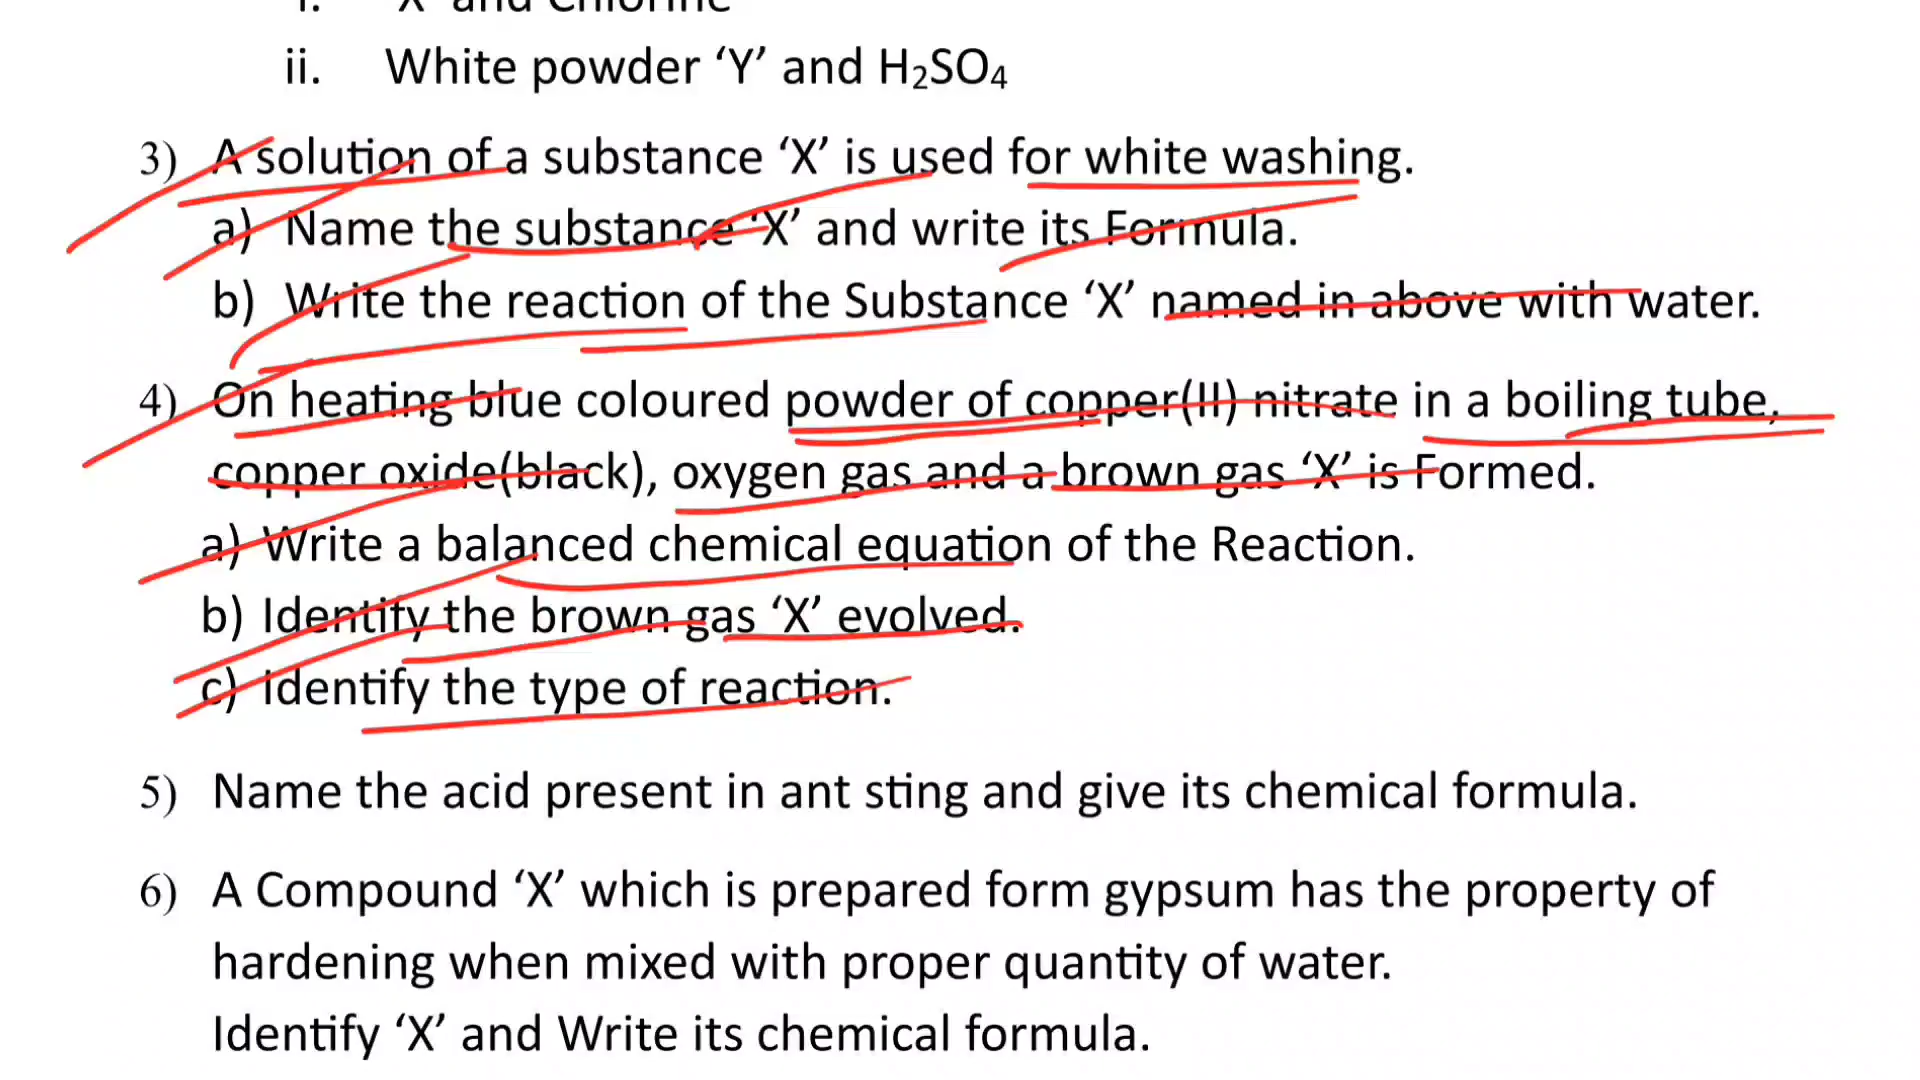 i. ‘X’ and Chlorine
ii. White powder ‘Y’ and H₂SO₄
3) A solution of a substance ‘X’ is used for white washing.
a) Name the substance ‘X’ and write its Formula.
b) Write the reaction of the Substance ‘X’ named in above with water.
4) On heating blue coloured powder of copper(II) nitrate in a boiling tube,
copper oxide(black), oxygen gas and a brown gas ‘X’ is Formed.
a) Write a balanced chemical equation of the Reaction.
b) Identify the brown gas ‘X’ evolved.
c) Identify the type of reaction.
5) Name the acid present in ant sting and give its chemical formula.
6) A Compound ‘X’ which is prepared form gypsum has the property of
hardening when mixed with proper quantity of water.
Identify ‘X’ and Write its chemical formula.